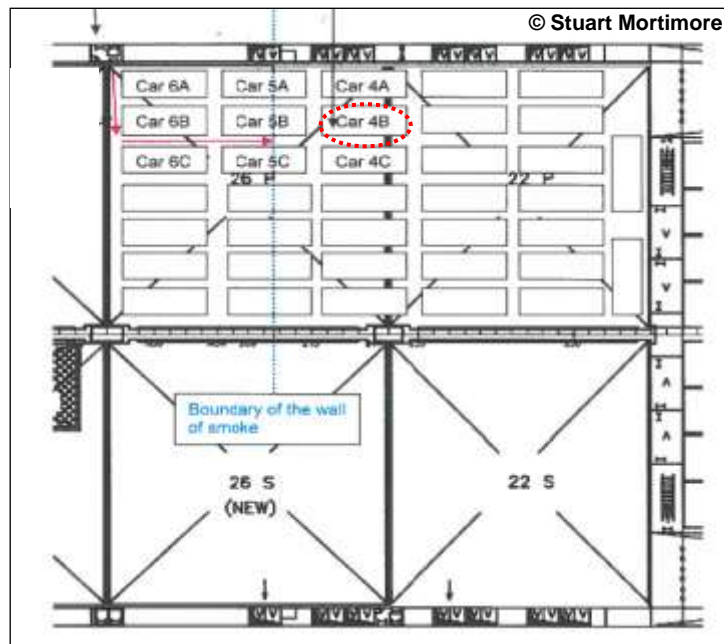 © Stuart Mortimore
Car 6A
Car 5A
Car 4A
Car 6B
Car 5B
Car 4B
Car 6C
Car 5C
Car 4C
26 P
22 P
Boundary of the wall
of smoke
26 S
(NEW)
22 S